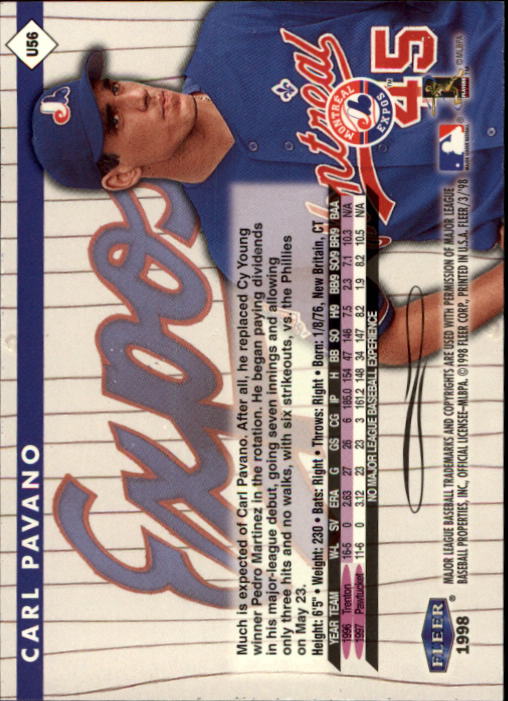 U56
CARL PAVANO
Expos
Montreal
MONTREAL
EXPOS
45
©MLBPA
Much is expected of Carl Pavano. After all, he replaced Cy Young
winner Pedro Martinez in the rotation. He began paying dividends
in his major-league debut, going seven innings and allowing
only three hits and no walks, with six strikeouts, vs. the Phillies
on May 23.
Height: 6'5" • Weight: 230 • Bats: Right • Throws: Right • Born: 1/8/76, New Britain, CT
YEAR TEAM W-L SV ERA G GS CG IP H BB SO H/9 BB/9 SO/9 BR/9 BAA
1996 Trenton 16-5 0 2.63 27 26 6 185.0 154 47 146 7.5 2.3 7.1 10.3 N/A
1997 Pawtucket 11-6 0 3.12 23 23 3 161.2 148 34 147 8.2 1.9 8.2 10.5 N/A
NO MAJOR LEAGUE BASEBALL EXPERIENCE
FLEER®
1998
MAJOR LEAGUE BASEBALL TRADEMARKS AND COPYRIGHTS ARE USED WITH PERMISSION OF MAJOR LEAGUE
BASEBALL PROPERTIES, INC., OFFICIAL LICENSEE-MLBPA. ©1998 FLEER CORP., PRINTED IN U.S.A. FLEER/3/'98